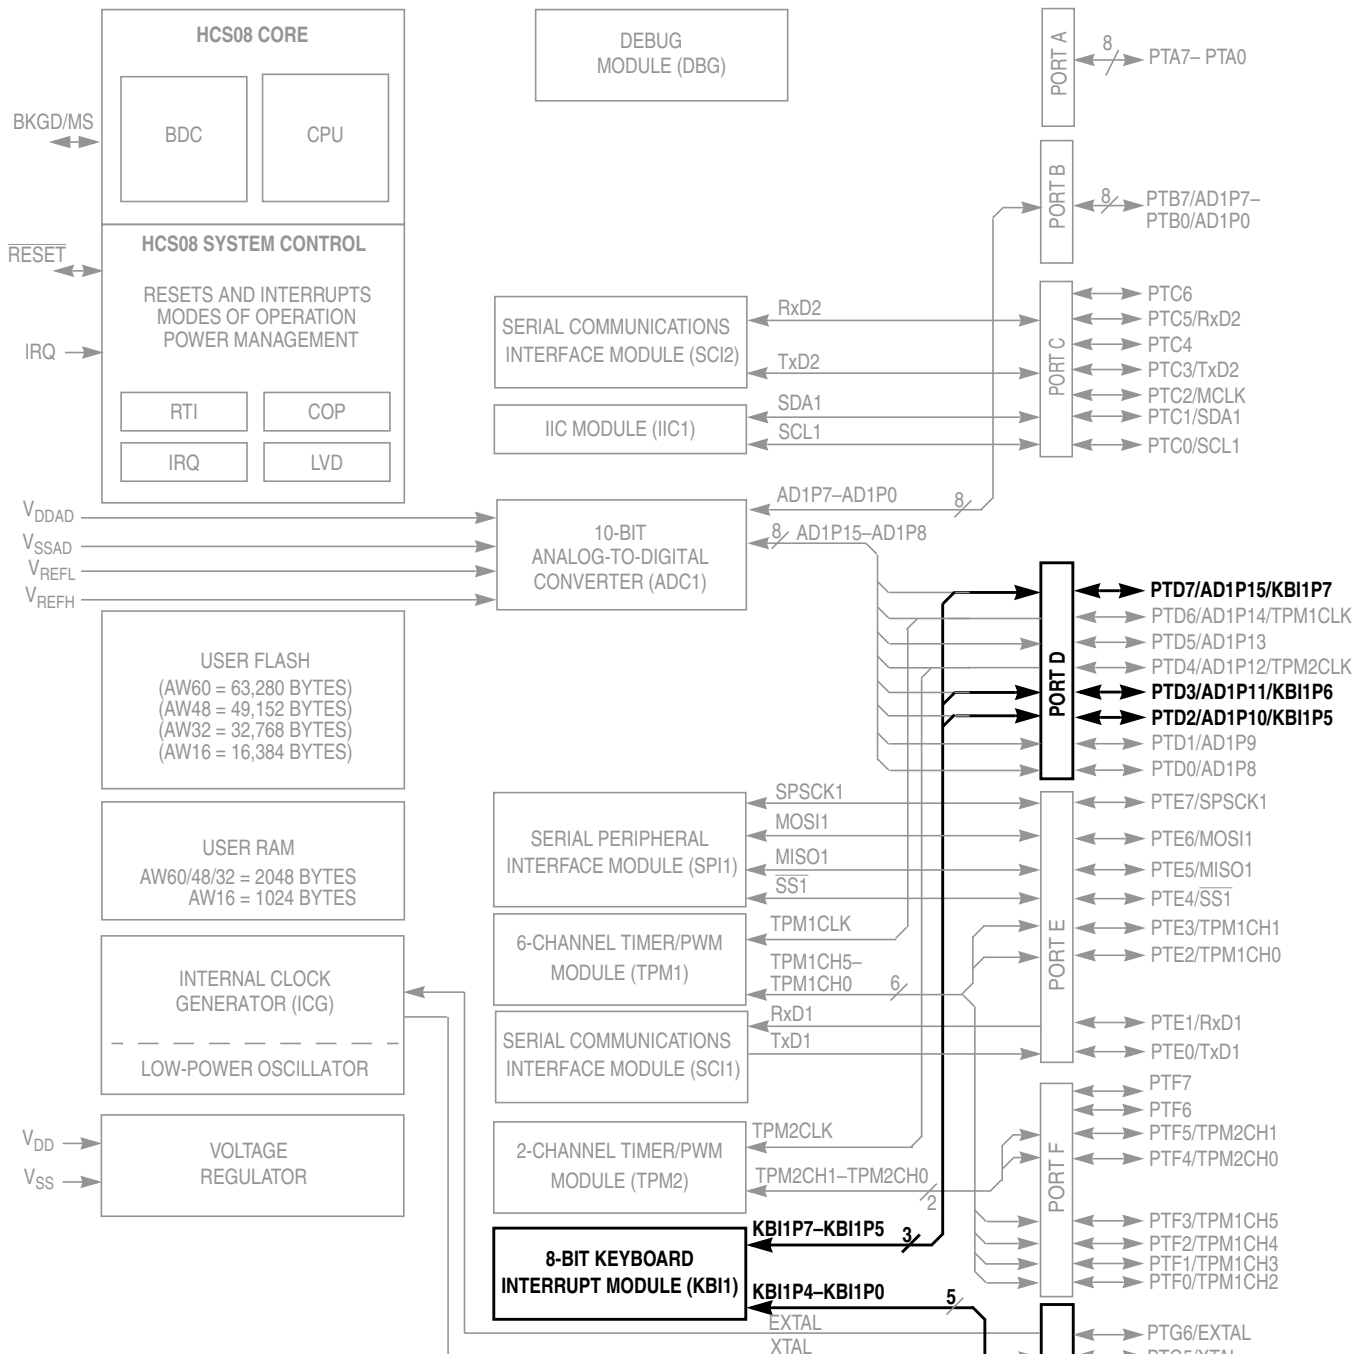 HCS08 CORE
BDC
CPU
BKGD/MS
HCS08 SYSTEM CONTROL
RESETS AND INTERRUPTS
MODES OF OPERATION
POWER MANAGEMENT
RESET
IRQ
RTI
COP
IRQ
LVD
VDDAD
VSSAD
VREFL
VREFH
USER FLASH
(AW60 = 63,280 BYTES)
(AW48 = 49,152 BYTES)
(AW32 = 32,768 BYTES)
(AW16 = 16,384 BYTES)
USER RAM
AW60/48/32 = 2048 BYTES
AW16 = 1024 BYTES
INTERNAL CLOCK
GENERATOR (ICG)
LOW-POWER OSCILLATOR
VDD
VSS
VOLTAGE
REGULATOR
DEBUG
MODULE (DBG)
SERIAL COMMUNICATIONS
INTERFACE MODULE (SCI2)
RxD2
TxD2
IIC MODULE (IIC1)
SDA1
SCL1
10-BIT
ANALOG-TO-DIGITAL
CONVERTER (ADC1)
AD1P7–AD1P0
8
8
AD1P15–AD1P8
SERIAL PERIPHERAL
INTERFACE MODULE (SPI1)
SPSCK1
MOSI1
MISO1
SS1
6-CHANNEL TIMER/PWM
MODULE (TPM1)
TPM1CLK
TPM1CH5–
TPM1CH0
6
SERIAL COMMUNICATIONS
INTERFACE MODULE (SCI1)
RxD1
TxD1
2-CHANNEL TIMER/PWM
MODULE (TPM2)
TPM2CLK
TPM2CH1–TPM2CH0
2
8-BIT KEYBOARD
INTERRUPT MODULE (KBI1)
KBI1P7–KBI1P5
3
KBI1P4–KBI1P0
5
EXTAL
XTAL
PORT A
8
PTA7– PTA0
PORT B
8
PTB7/AD1P7–
PTB0/AD1P0
PORT C
PTC6
PTC5/RxD2
PTC4
PTC3/TxD2
PTC2/MCLK
PTC1/SDA1
PTC0/SCL1
PORT D
PTD7/AD1P15/KBI1P7
PTD6/AD1P14/TPM1CLK
PTD5/AD1P13
PTD4/AD1P12/TPM2CLK
PTD3/AD1P11/KBI1P6
PTD2/AD1P10/KBI1P5
PTD1/AD1P9
PTD0/AD1P8
PORT E
PTE7/SPSCK1
PTE6/MOSI1
PTE5/MISO1
PTE4/SS1
PTE3/TPM1CH1
PTE2/TPM1CH0
PTE1/RxD1
PTE0/TxD1
PORT F
PTF7
PTF6
PTF5/TPM2CH1
PTF4/TPM2CH0
PTF3/TPM1CH5
PTF2/TPM1CH4
PTF1/TPM1CH3
PTF0/TPM1CH2
PTG6/EXTAL